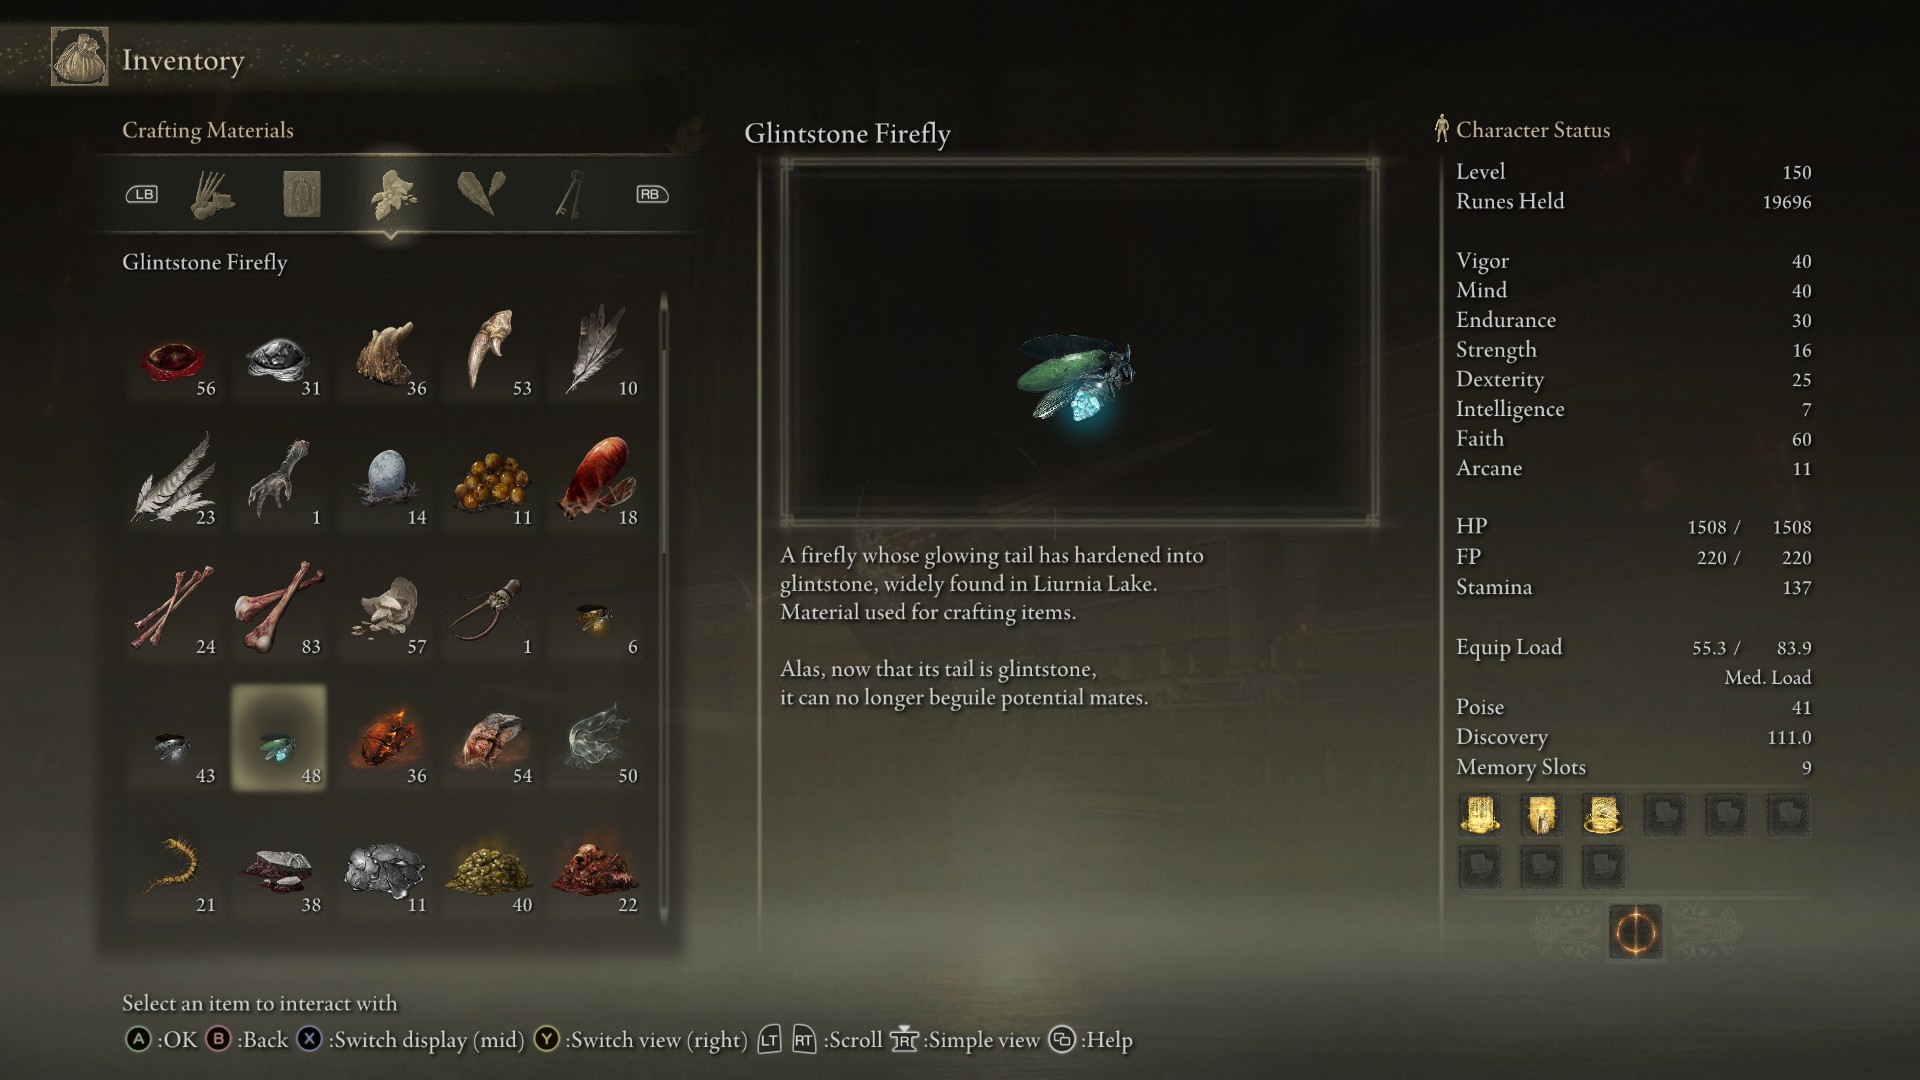 Inventory
Crafting Materials
LB
RB
Glintstone Firefly
56 31 36 53 10
23 1 14 11 18
24 83 57 1 6
43 48 36 54 50
21 38 11 40 22
Glintstone Firefly
A firefly whose glowing tail has hardened into
glintstone, widely found in Liurnia Lake.
Material used for crafting items.
Alas, now that its tail is glintstone,
it can no longer beguile potential mates.
Character Status
Level 150
Runes Held 19696
Vigor 40
Mind 40
Endurance 30
Strength 16
Dexterity 25
Intelligence 7
Faith 60
Arcane 11
HP 1508 / 1508
FP 220 / 220
Stamina 137
Equip Load 55.3 / 83.9
Med. Load
Poise 41
Discovery 111.0
Memory Slots 9
Select an item to interact with
A :OK B :Back X :Switch display (mid) Y :Switch view (right) LT RT :Scroll R :Simple view :Help